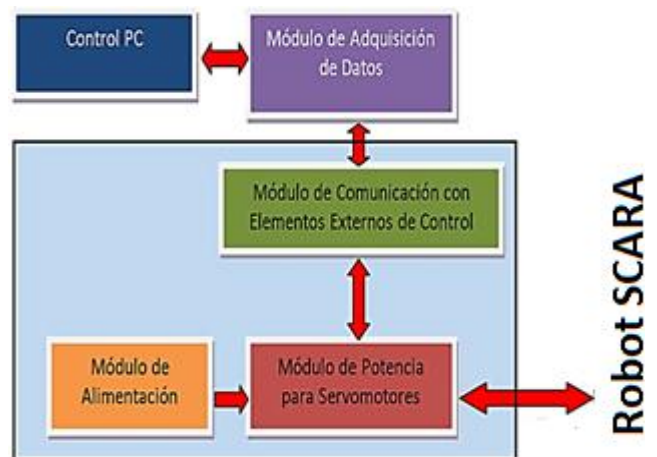 Control PC
Módulo de Adquisición
de Datos
Módulo de Comunicación con
Elementos Externos de Control
Módulo de
Alimentación
Módulo de Potencia
para Servomotores
Robot SCARA